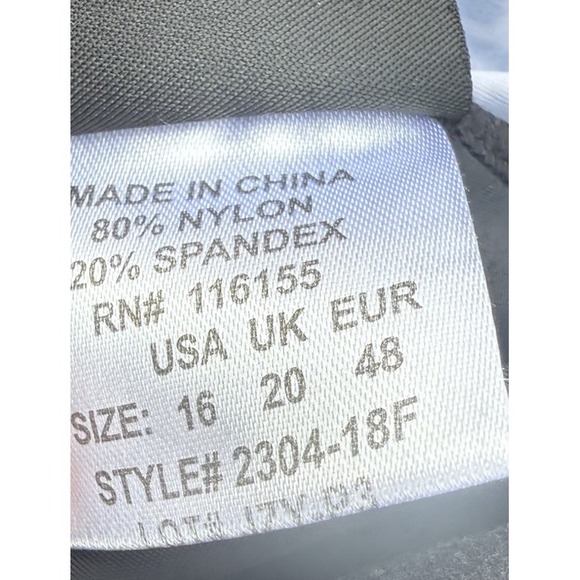 MADE IN CHINA
80% NYLON
20% SPANDEX
RN# 116155
USA UK EUR
SIZE: 16 20 48
STYLE# 2304-18F
LOT#